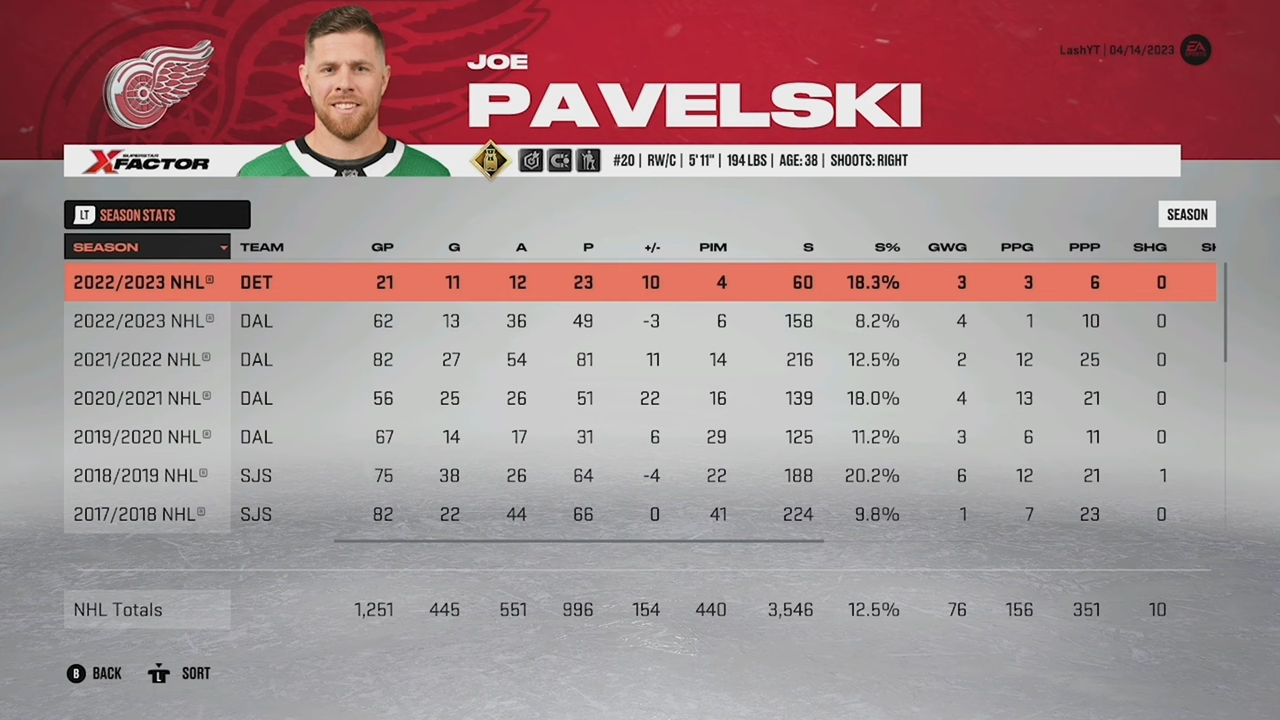 LashYT | 04/14/2023 EA
JOE
PAVELSKI
SUPERSTAR
X FACTOR
#20 | RW/C | 5' 11" | 194 LBS | AGE: 38 | SHOOTS: RIGHT
LT SEASON STATS
SEASON
SEASON TEAM GP G A P +/- PIM S S% GWG PPG PPP SHG
2022/2023 NHL® DET 21 11 12 23 10 4 60 18.3% 3 3 6 0
2022/2023 NHL® DAL 62 13 36 49 -3 6 158 8.2% 4 1 10 0
2021/2022 NHL® DAL 82 27 54 81 11 14 216 12.5% 2 12 25 0
2020/2021 NHL® DAL 56 25 26 51 22 16 139 18.0% 4 13 21 0
2019/2020 NHL® DAL 67 14 17 31 6 29 125 11.2% 3 6 11 0
2018/2019 NHL® SJS 75 38 26 64 -4 22 188 20.2% 6 12 21 1
2017/2018 NHL® SJS 82 22 44 66 0 41 224 9.8% 1 7 23 0
NHL Totals 1,251 445 551 996 154 440 3,546 12.5% 76 156 351 10
B BACK L SORT